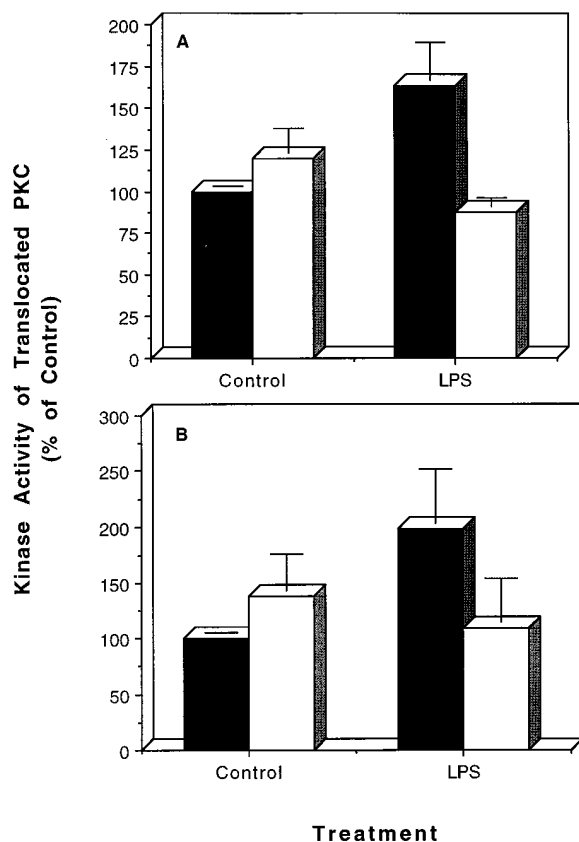 Kinase Activity of Translocated PKC
(% of Control)
A
200
175
150
125
100
75
50
25
0
Control
LPS
B
300
250
200
150
100
50
0
Control
LPS
Treatment